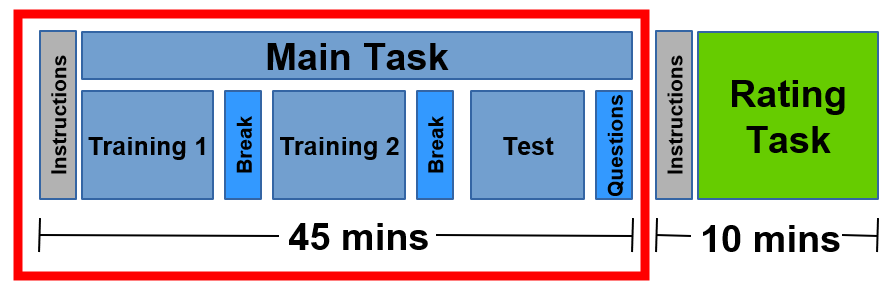 Instructions
Main Task
Training 1
Break
Training 2
Break
Test
Questions
45 mins
Instructions
Rating
Task
10 mins